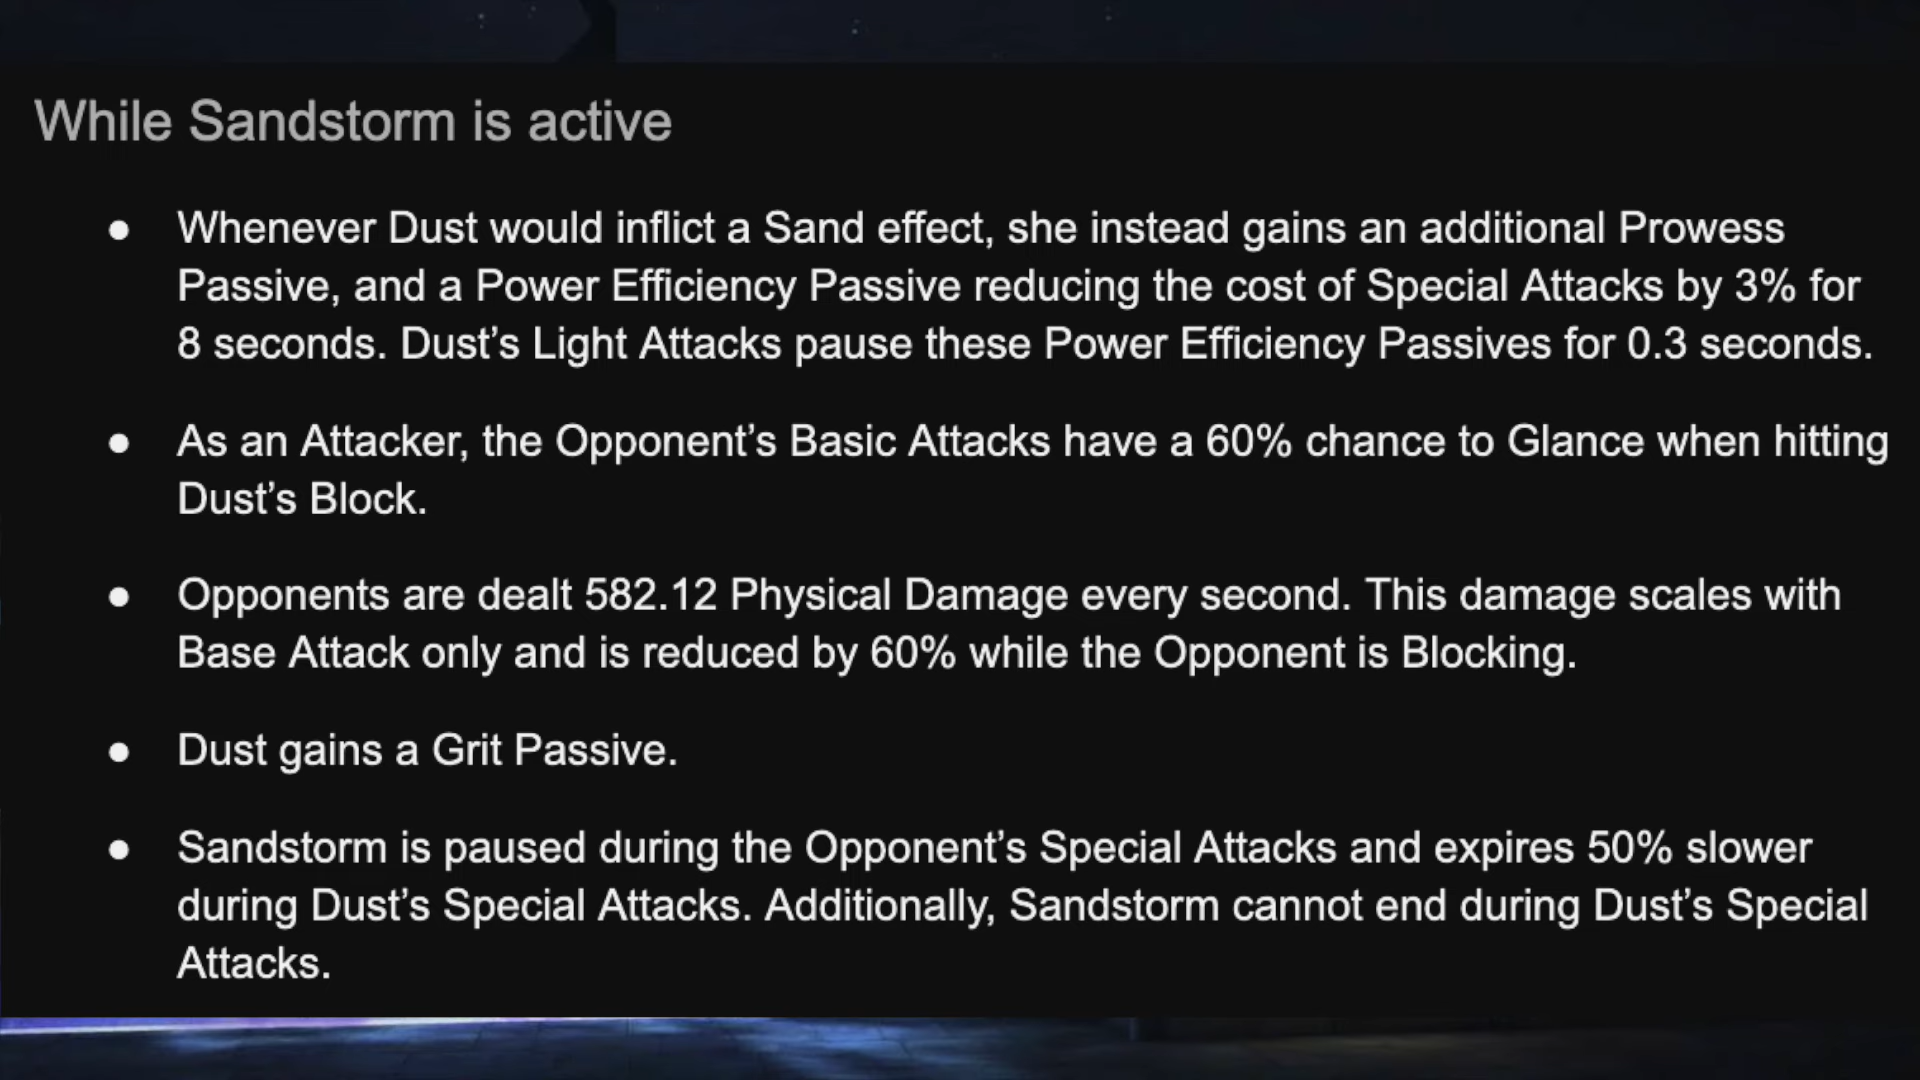 While Sandstorm is active
● Whenever Dust would inflict a Sand effect, she instead gains an additional Prowess
Passive, and a Power Efficiency Passive reducing the cost of Special Attacks by 3% for
8 seconds. Dust’s Light Attacks pause these Power Efficiency Passives for 0.3 seconds.
● As an Attacker, the Opponent’s Basic Attacks have a 60% chance to Glance when hitting
Dust’s Block.
● Opponents are dealt 582.12 Physical Damage every second. This damage scales with
Base Attack only and is reduced by 60% while the Opponent is Blocking.
● Dust gains a Grit Passive.
● Sandstorm is paused during the Opponent’s Special Attacks and expires 50% slower
during Dust’s Special Attacks. Additionally, Sandstorm cannot end during Dust’s Special
Attacks.